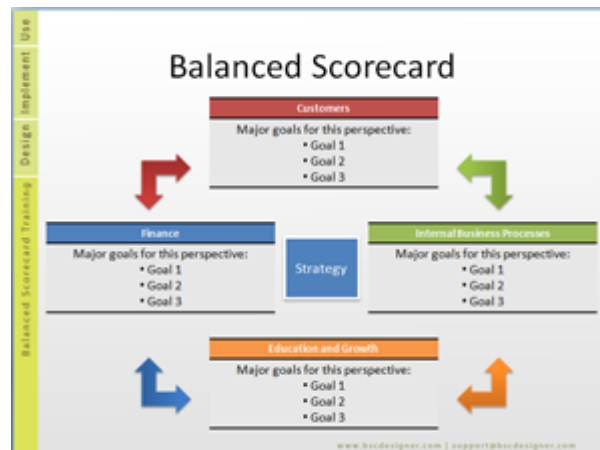 Balanced Scorecard Training Design Implement Use
Balanced Scorecard
Customers
Major goals for this perspective:
▪ Goal 1
▪ Goal 2
▪ Goal 3
Finance
Major goals for this perspective:
▪ Goal 1
▪ Goal 2
▪ Goal 3
Strategy
Internal Business Processes
Major goals for this perspective:
▪ Goal 1
▪ Goal 2
▪ Goal 3
Education and Growth
Major goals for this perspective:
▪ Goal 1
▪ Goal 2
▪ Goal 3
www.bscdesigner.com | support@bscdesigner.com